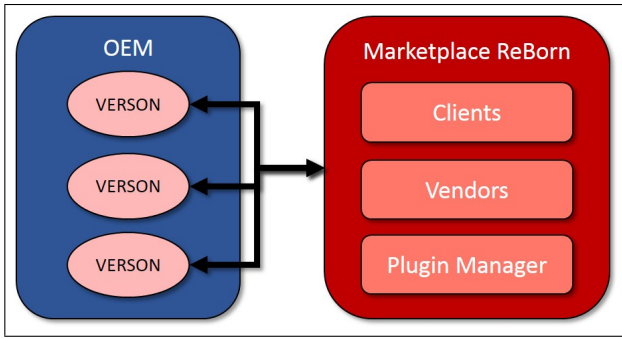 OEM
VERSON
VERSON
VERSON
Marketplace ReBorn
Clients
Vendors
Plugin Manager